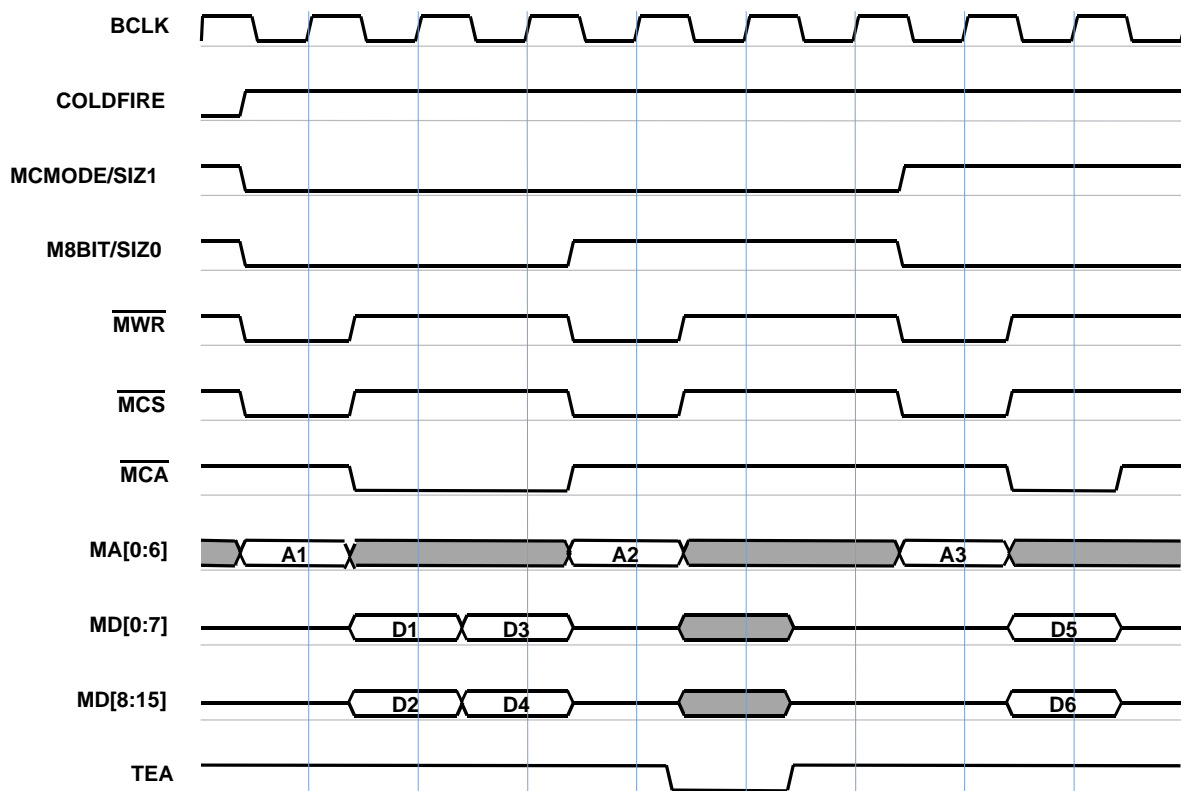 BCLK
COLDFIRE
MCMODE/SIZ1
M8BIT/SIZ0
MWR
MCS
MCA
MA[0:6] A1 A2 A3
MD[0:7] D1 D3 D5
MD[8:15] D2 D4 D6
TEA